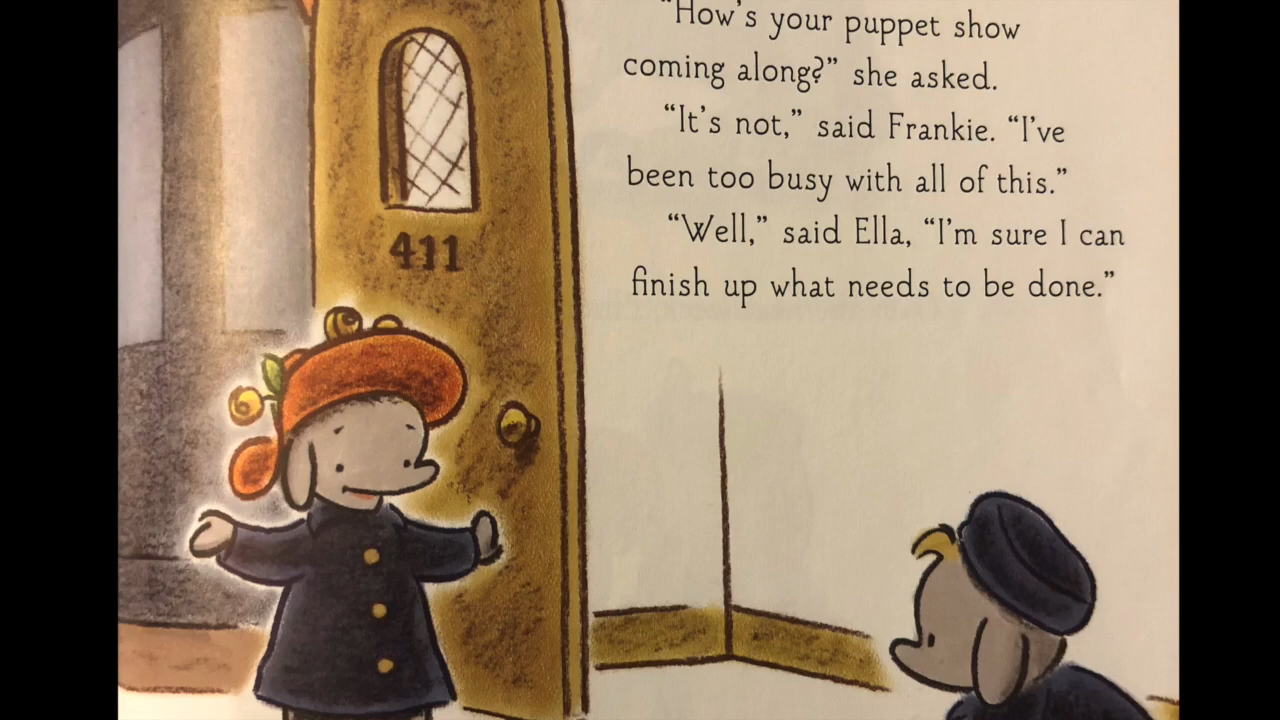 "How's your puppet show
coming along?" she asked.
"It's not," said Frankie. "I've
been too busy with all of this."
"Well," said Ella, "I'm sure I can
finish up what needs to be done."
411